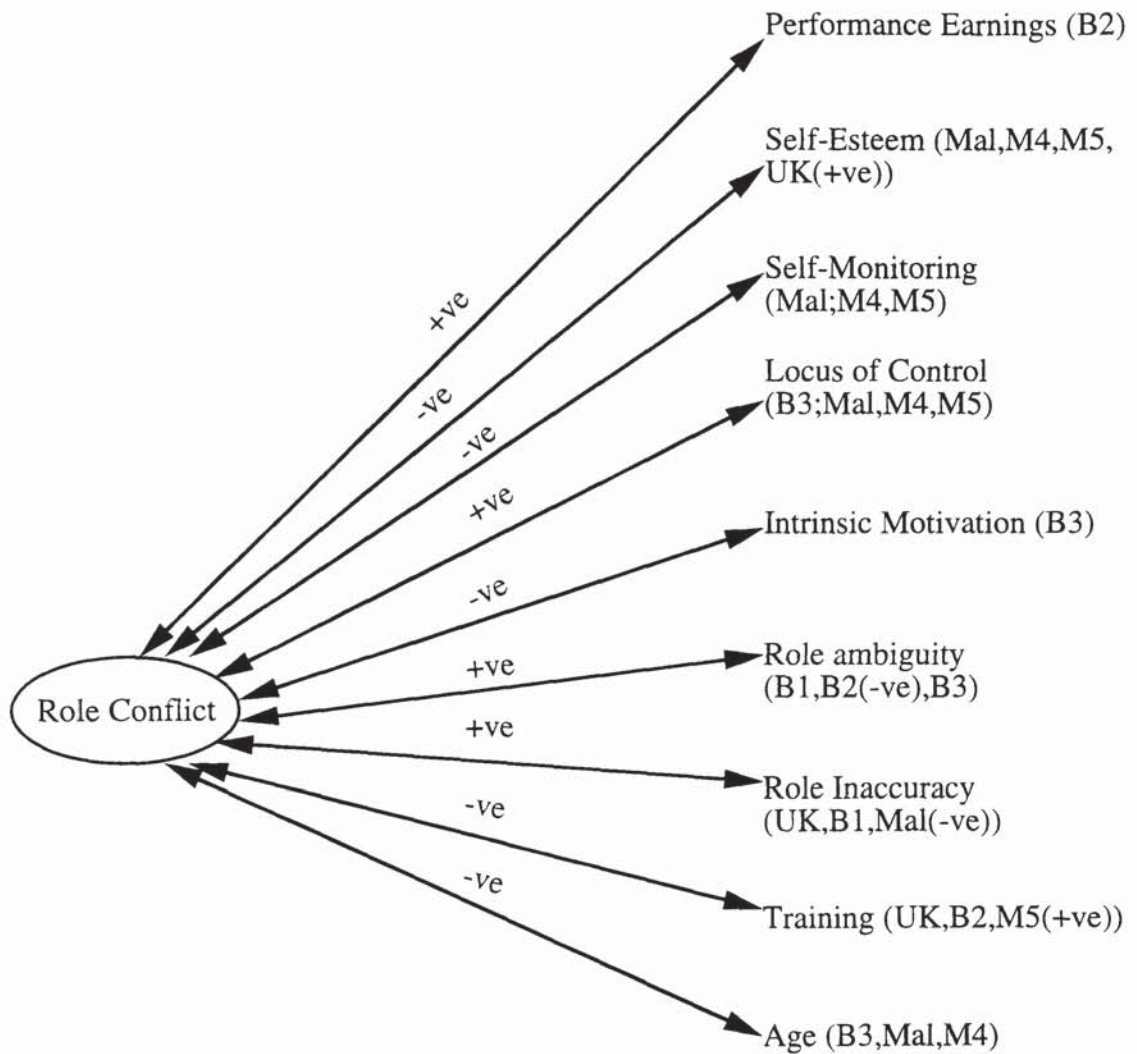 Performance Earnings (B2)
Self-Esteem (Mal,M4,M5,
UK(+ve))
Self-Monitoring
(Mal;M4,M5)
Locus of Control
(B3;Mal,M4,M5)
Intrinsic Motivation (B3)
Role ambiguity
(B1,B2(-ve),B3)
Role Inaccuracy
(UK,B1,Mal(-ve))
Training (UK,B2,M5(+ve))
Age (B3,Mal,M4)
Role Conflict
+ve
-ve
-ve
+ve
-ve
+ve
+ve
-ve
-ve